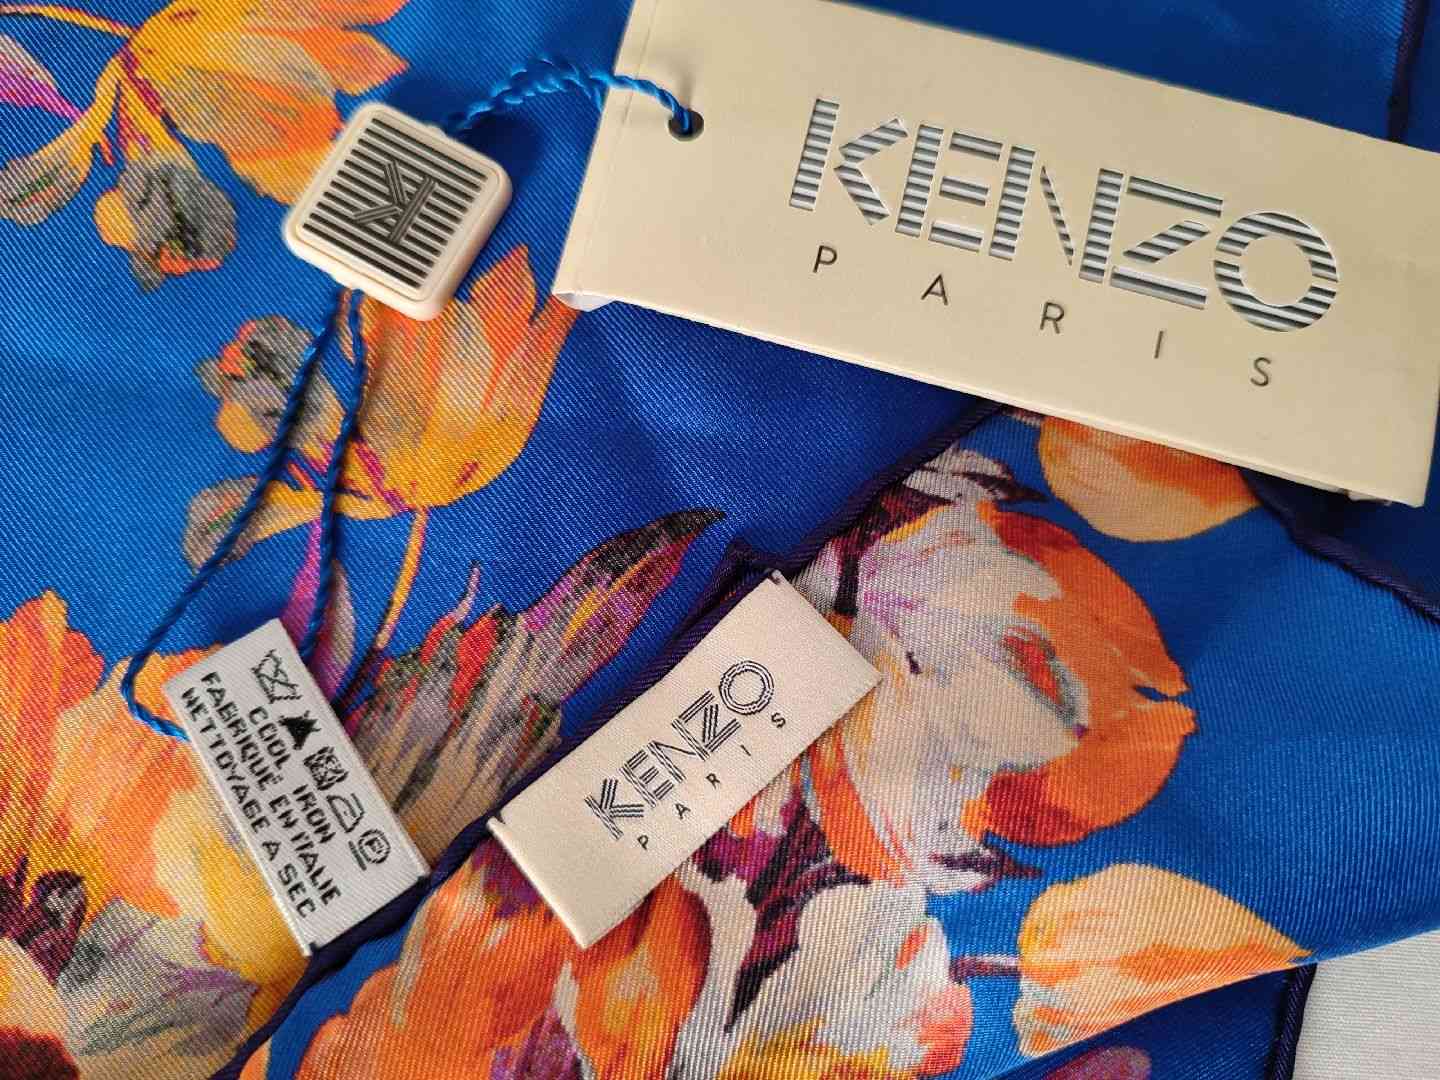 KENZO
PARIS
K
KENZO
PARIS
COOL IRON
FABRIQUE EN ITALIE
NETTOYAGE A SEC